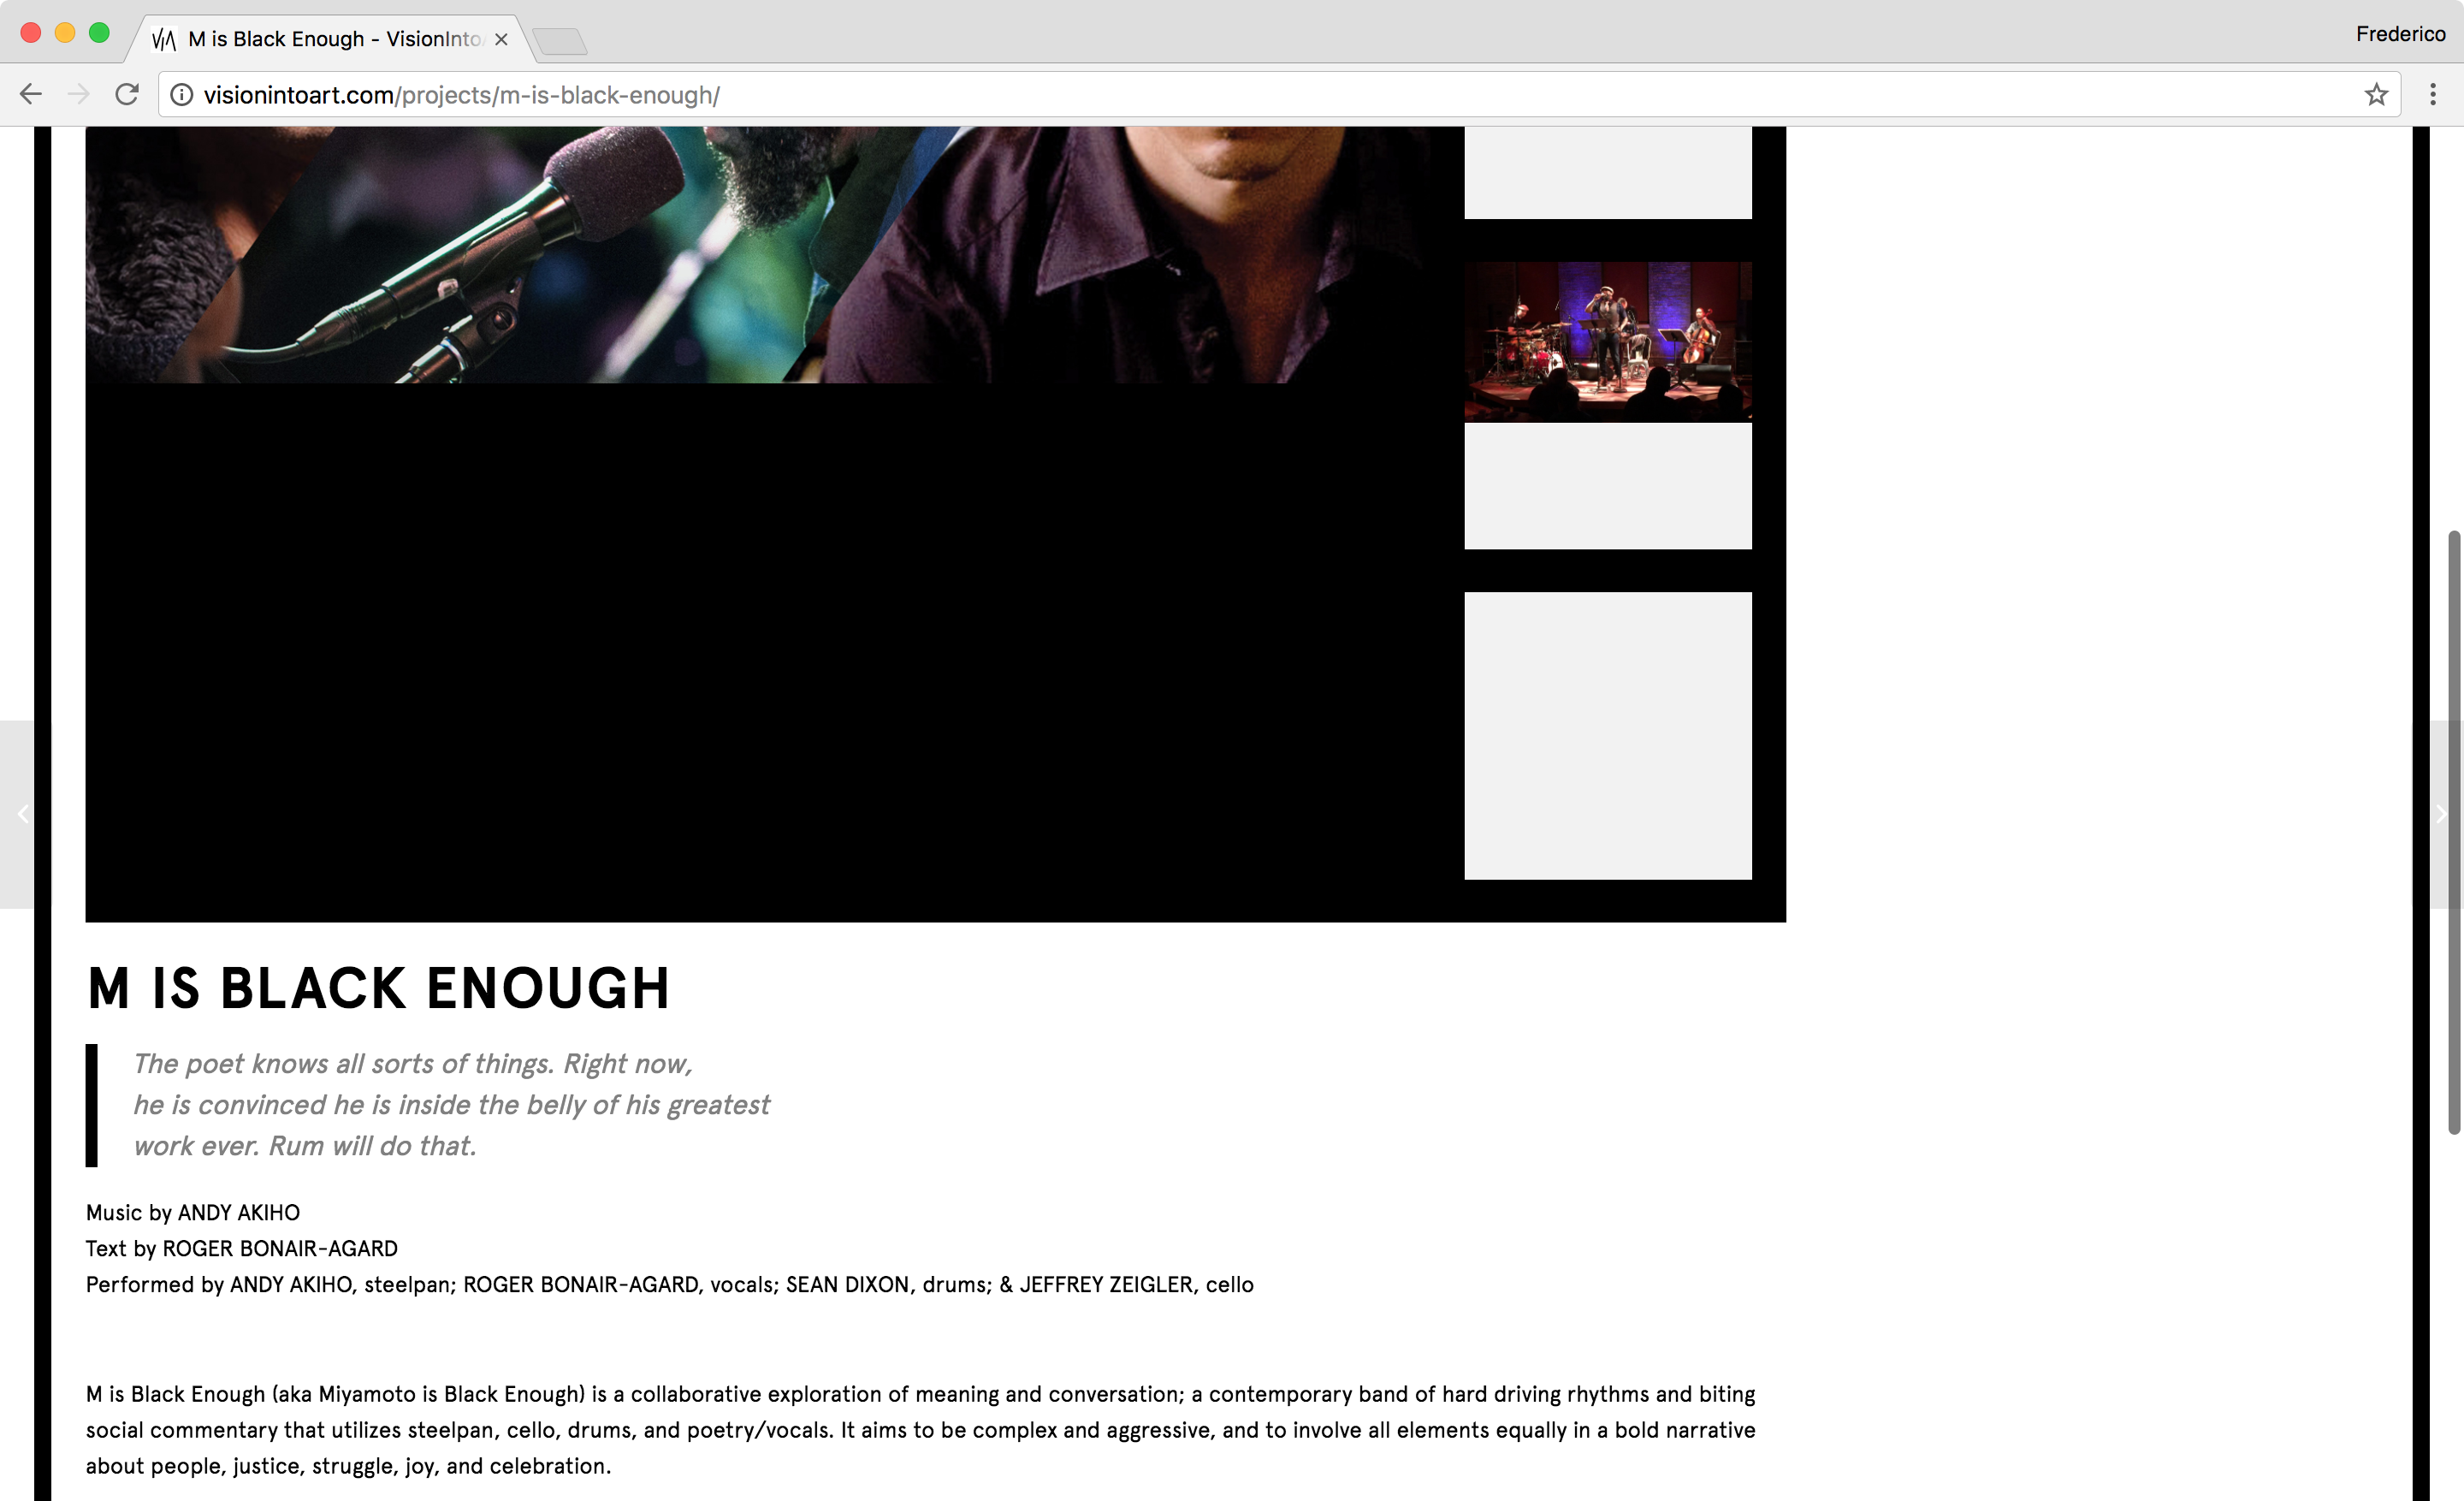 M is Black Enough - VisionInto
Frederico
visionintoart.com/projects/m-is-black-enough/
M IS BLACK ENOUGH
The poet knows all sorts of things. Right now,
he is convinced he is inside the belly of his greatest
work ever. Rum will do that.
Music by ANDY AKIHO
Text by ROGER BONAIR-AGARD
Performed by ANDY AKIHO, steelpan; ROGER BONAIR-AGARD, vocals; SEAN DIXON, drums; & JEFFREY ZEIGLER, cello
M is Black Enough (aka Miyamoto is Black Enough) is a collaborative exploration of meaning and conversation; a contemporary band of hard driving rhythms and biting
social commentary that utilizes steelpan, cello, drums, and poetry/vocals. It aims to be complex and aggressive, and to involve all elements equally in a bold narrative
about people, justice, struggle, joy, and celebration.